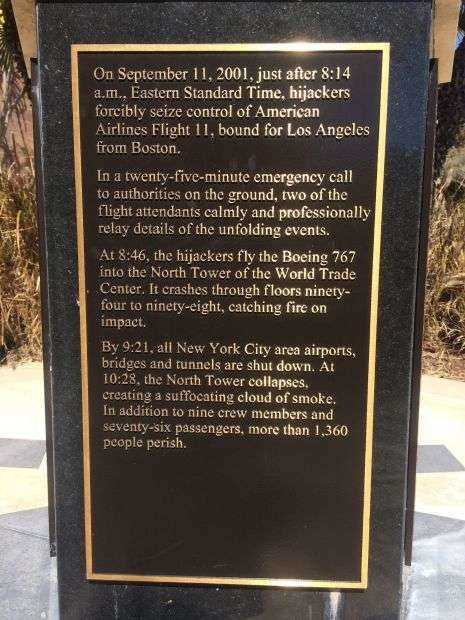 On September 11, 2001, just after 8:14
a.m., Eastern Standard Time, hijackers
forcibly seize control of American
Airlines Flight 11, bound for Los Angeles
from Boston.
In a twenty-five-minute emergency call
to authorities on the ground, two of the
flight attendants calmly and professionally
relay details of the unfolding events.
At 8:46, the hijackers fly the Boeing 767
into the North Tower of the World Trade
Center. It crashes through floors ninety-
four to ninety-eight, catching fire on
impact.
By 9:21, all New York City area airports,
bridges and tunnels are shut down. At
10:28, the North Tower collapses,
creating a suffocating cloud of smoke.
In addition to nine crew members and
seventy-six passengers, more than 1,360
people perish.